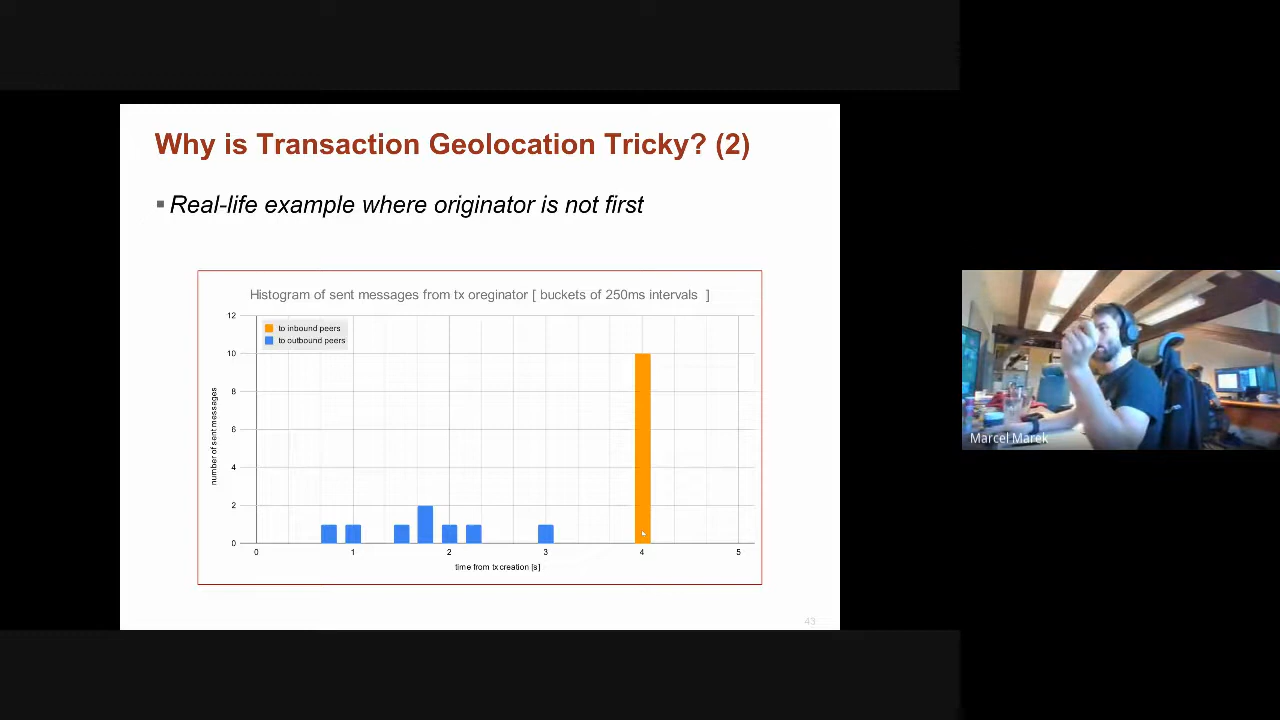 Why is Transaction Geolocation Tricky? (2)
Real-life example where originator is not first
Histogram of sent messages from tx oreginator [ buckets of 250ms intervals ]
to inbound peers
to outbound peers
number of sent messages
12
10
8
6
4
2
0
0 1 2 3 4 5
time from tx creation [s]
43
Marcel Marek